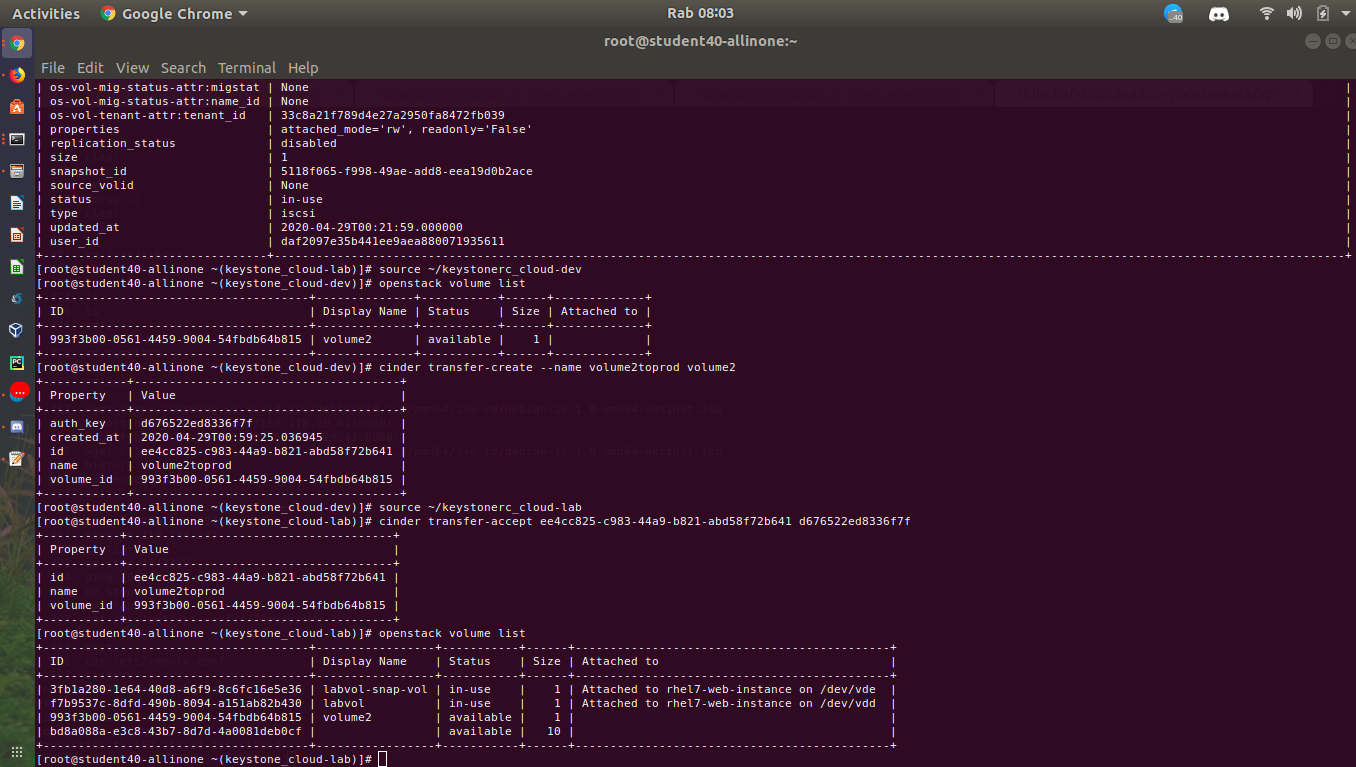 Activities Google Chrome Rab 08:03 40
root@student40-allinone:~
File Edit View Search Terminal Help
| os-vol-mig-status-attr:migstat | None |
| os-vol-mig-status-attr:name_id | None |
| os-vol-tenant-attr:tenant_id | 33c8a21f789d4e27a2950fa8472fb039 |
| properties | attached_mode='rw', readonly='False' |
| replication_status | disabled |
| size | 1 |
| snapshot_id | 5118f065-f998-49ae-add8-eea19d0b2ace |
| source_volid | None |
| status | in-use |
| type | iscsi |
| updated_at | 2020-04-29T00:21:59.000000 |
| user_id | daf2097e35b441ee9aea880071935611 |
[root@student40-allinone ~(keystone_cloud-lab)]# source ~/keystonerc_cloud-dev
[root@student40-allinone ~(keystone_cloud-dev)]# openstack volume list
| ID | Display Name | Status | Size | Attached to |
| 993f3b00-0561-4459-9004-54fbdb64b815 | volume2 | available | 1 | |
[root@student40-allinone ~(keystone_cloud-dev)]# cinder transfer-create --name volume2toprod volume2
| Property | Value |
| auth_key | d676522ed8336f7f |
| created_at | 2020-04-29T00:59:25.036945 |
| id | ee4cc825-c983-44a9-b821-abd58f72b641 |
| name | volume2toprod |
| volume_id | 993f3b00-0561-4459-9004-54fbdb64b815 |
[root@student40-allinone ~(keystone_cloud-dev)]# source ~/keystonerc_cloud-lab
[root@student40-allinone ~(keystone_cloud-lab)]# cinder transfer-accept ee4cc825-c983-44a9-b821-abd58f72b641 d676522ed8336f7f
| Property | Value |
| id | ee4cc825-c983-44a9-b821-abd58f72b641 |
| name | volume2toprod |
| volume_id | 993f3b00-0561-4459-9004-54fbdb64b815 |
[root@student40-allinone ~(keystone_cloud-lab)]# openstack volume list
| ID | Display Name | Status | Size | Attached to |
| 3fb1a280-1e64-40d8-a6f9-8c6fc16e5e36 | labvol-snap-vol | in-use | 1 | Attached to rhel7-web-instance on /dev/vde |
| f7b9537c-8dfd-490b-8094-a151ab82b430 | labvol | in-use | 1 | Attached to rhel7-web-instance on /dev/vdd |
| 993f3b00-0561-4459-9004-54fbdb64b815 | volume2 | available | 1 | |
| bd8a088a-e3c8-43b7-8d7d-4a0081deb0cf | | available | 10 | |
[root@student40-allinone ~(keystone_cloud-lab)]#